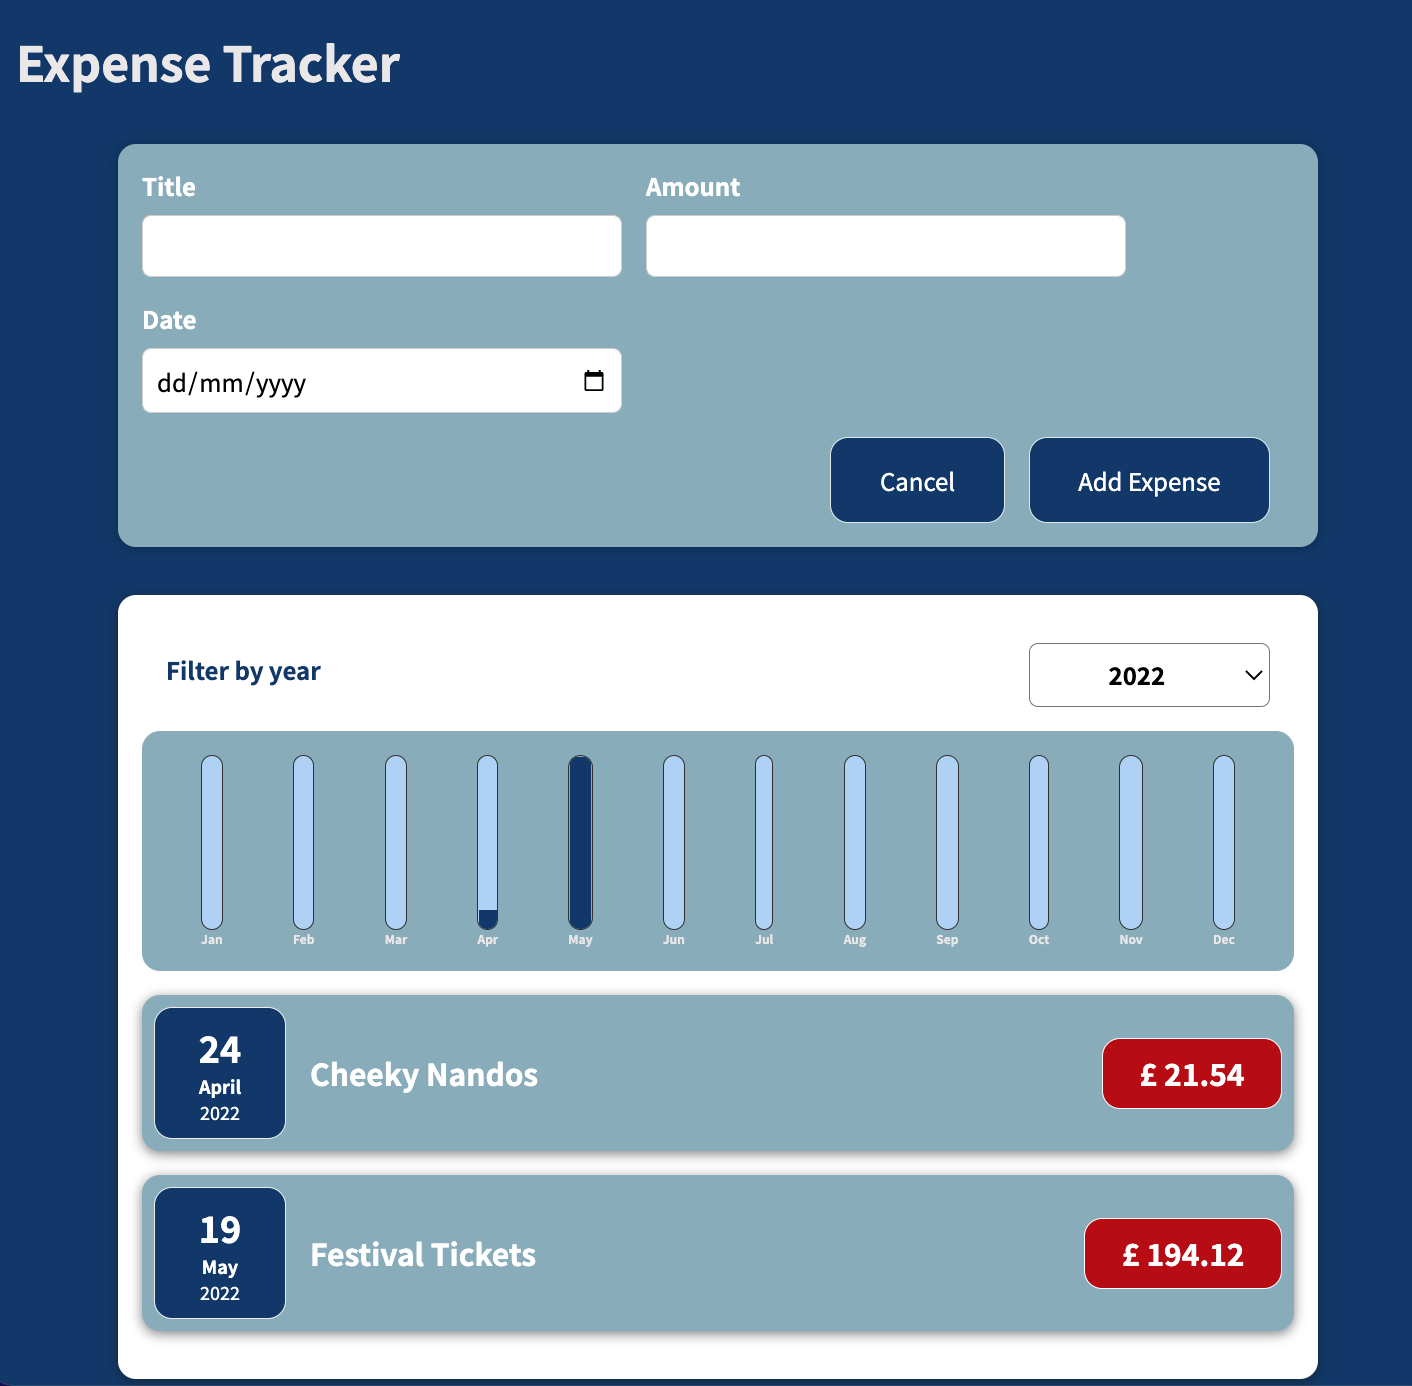 Expense Tracker
Title
Amount
Date
dd/mm/yyyy
Cancel
Add Expense
Filter by year
2022
Jan Feb Mar Apr May Jun Jul Aug Sep Oct Nov Dec
24
April
2022
Cheeky Nandos
£ 21.54
19
May
2022
Festival Tickets
£ 194.12